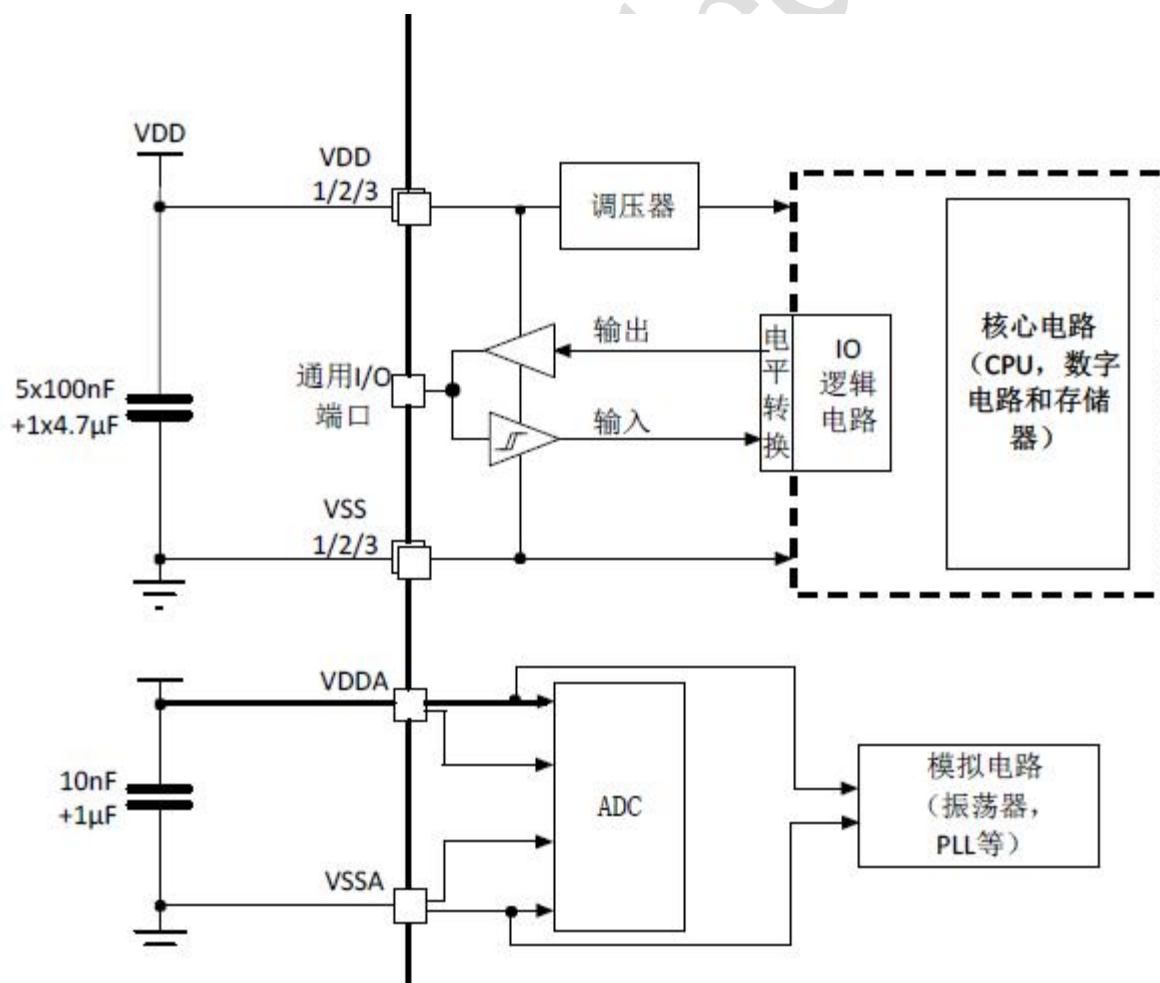 VDD
VDD
1/2/3
调压器
输出
通用I/O
端口
输入
电
平
转
换
IO
逻辑
电路
核心电路
（CPU，数字
电路和存储
器）
5x100nF
+1x4.7μF
VSS
1/2/3
VDDA
10nF
+1μF
ADC
模拟电路
（振荡器，
PLL等）
VSSA